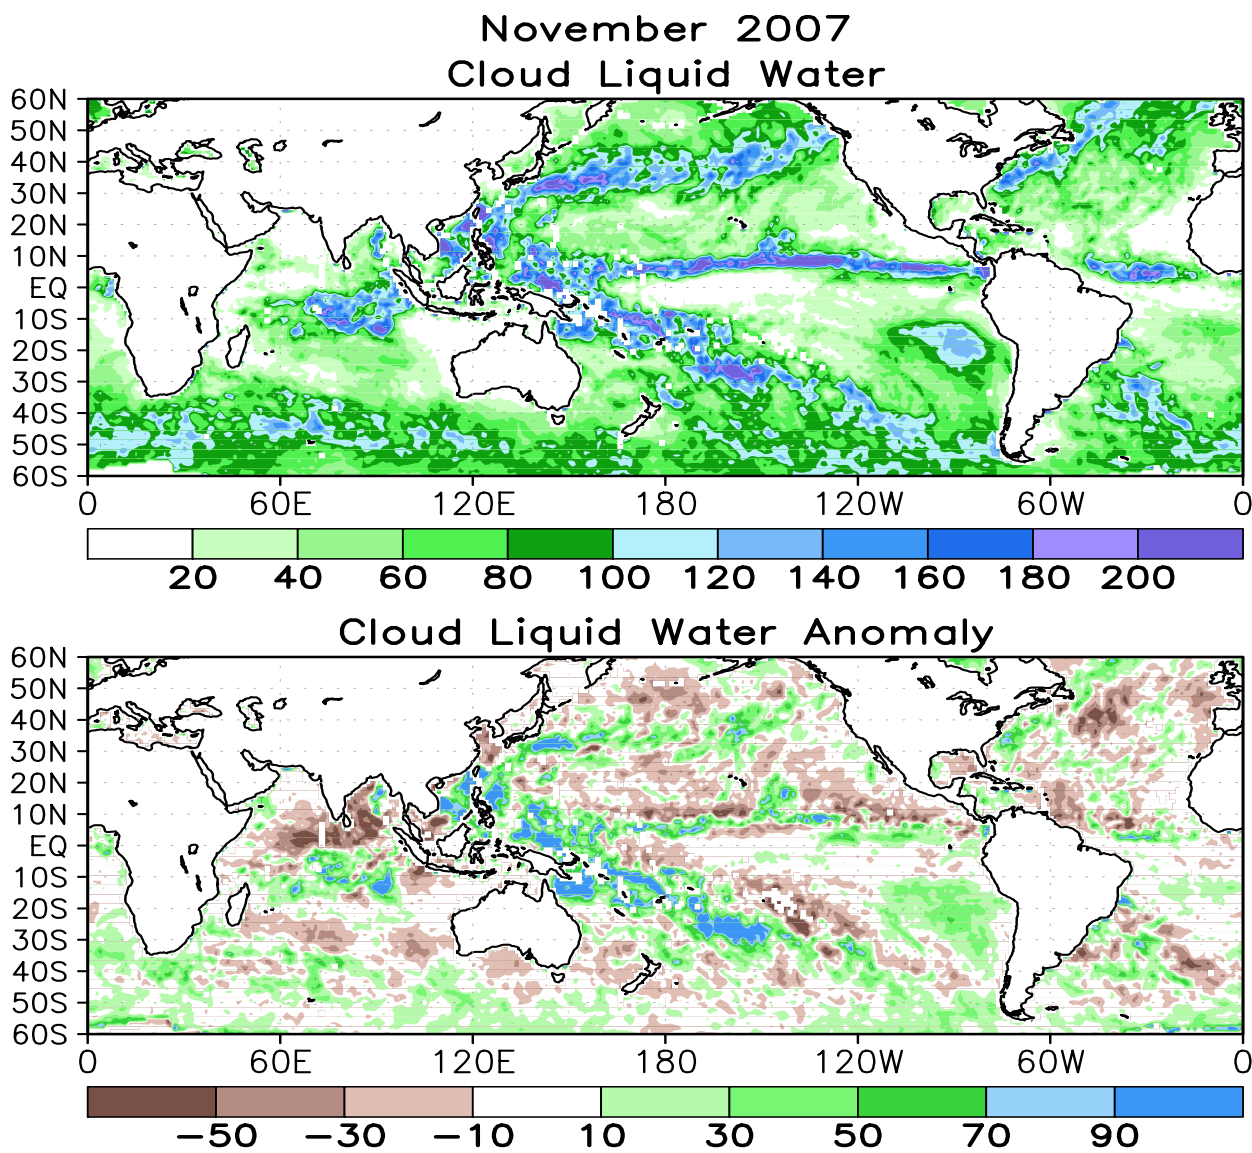 November 2007
Cloud Liquid Water
60N
50N
40N
30N
20N
10N
EQ
10S
20S
30S
40S
50S
60S
0 60E 120E 180 120W 60W 0
20 40 60 80 100 120 140 160 180 200
Cloud Liquid Water Anomaly
60N
50N
40N
30N
20N
10N
EQ
10S
20S
30S
40S
50S
60S
0 60E 120E 180 120W 60W 0
−50 −30 −10 10 30 50 70 90